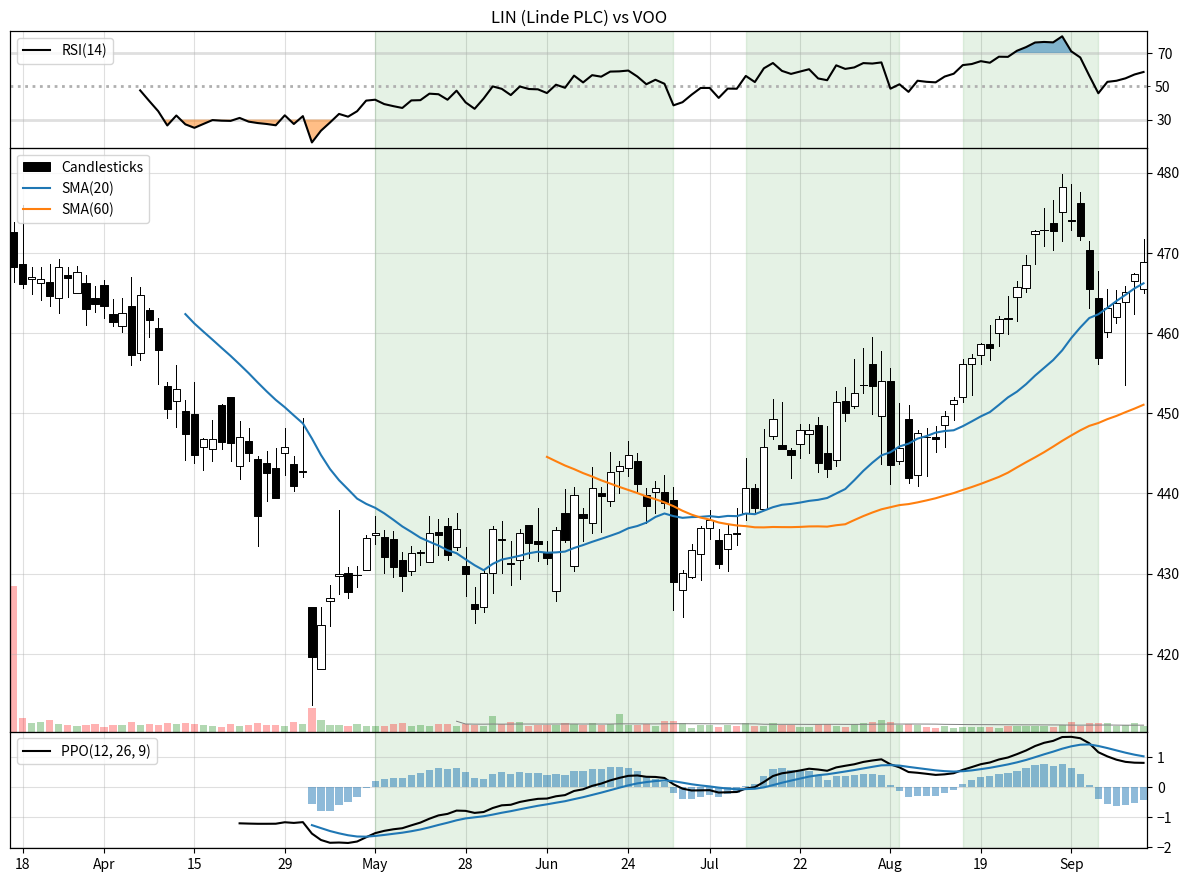 LIN (Linde PLC) vs VOO
RSI(14)
70
50
30
Candlesticks
SMA(20)
SMA(60)
480
470
460
450
440
430
420
PPO(12, 26, 9)
1
0
−1
−2
18 Apr 15 29 May 28 Jun 24 Jul 22 Aug 19 Sep